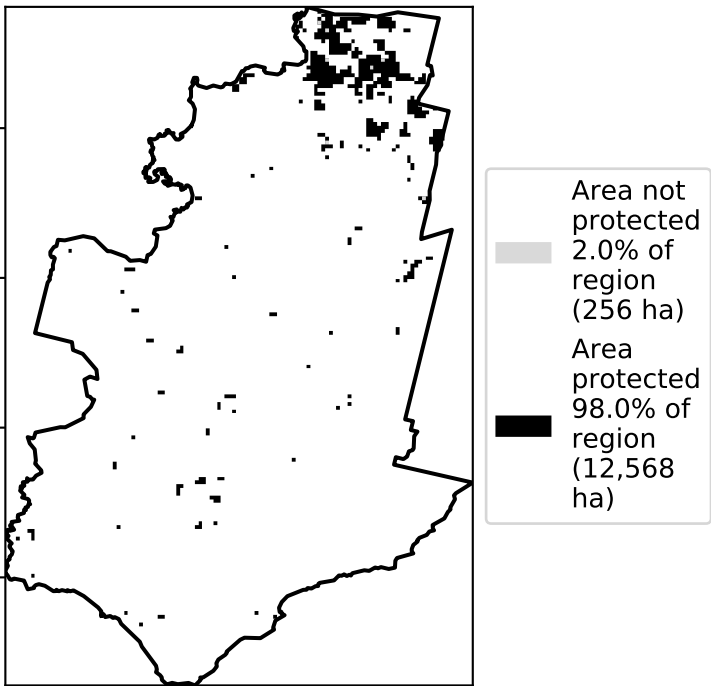 Area not
protected
2.0% of
region
(256 ha)
Area
protected
98.0% of
region
(12,568
ha)